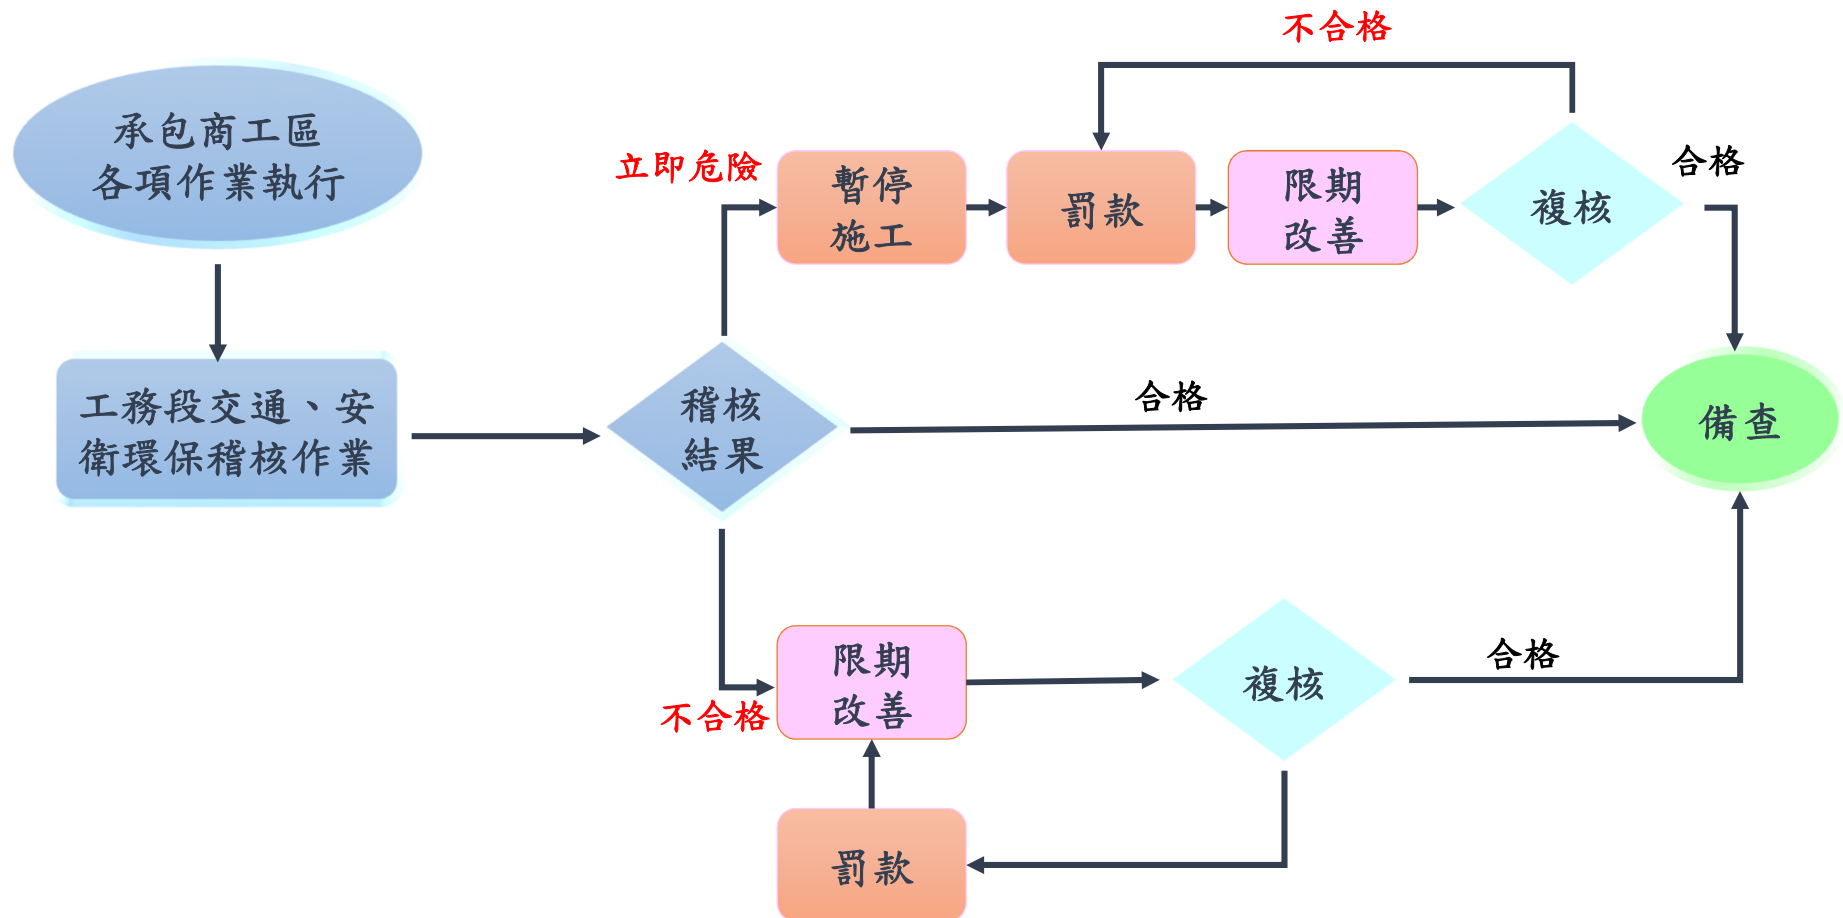 不合格
承包商工區
各項作業執行
立即危險
暫停
施工
罰款
限期
改善
複核
合格
工務段交通、安
衛環保稽核作業
稽核
結果
合格
備查
不合格
限期
改善
複核
合格
罰款